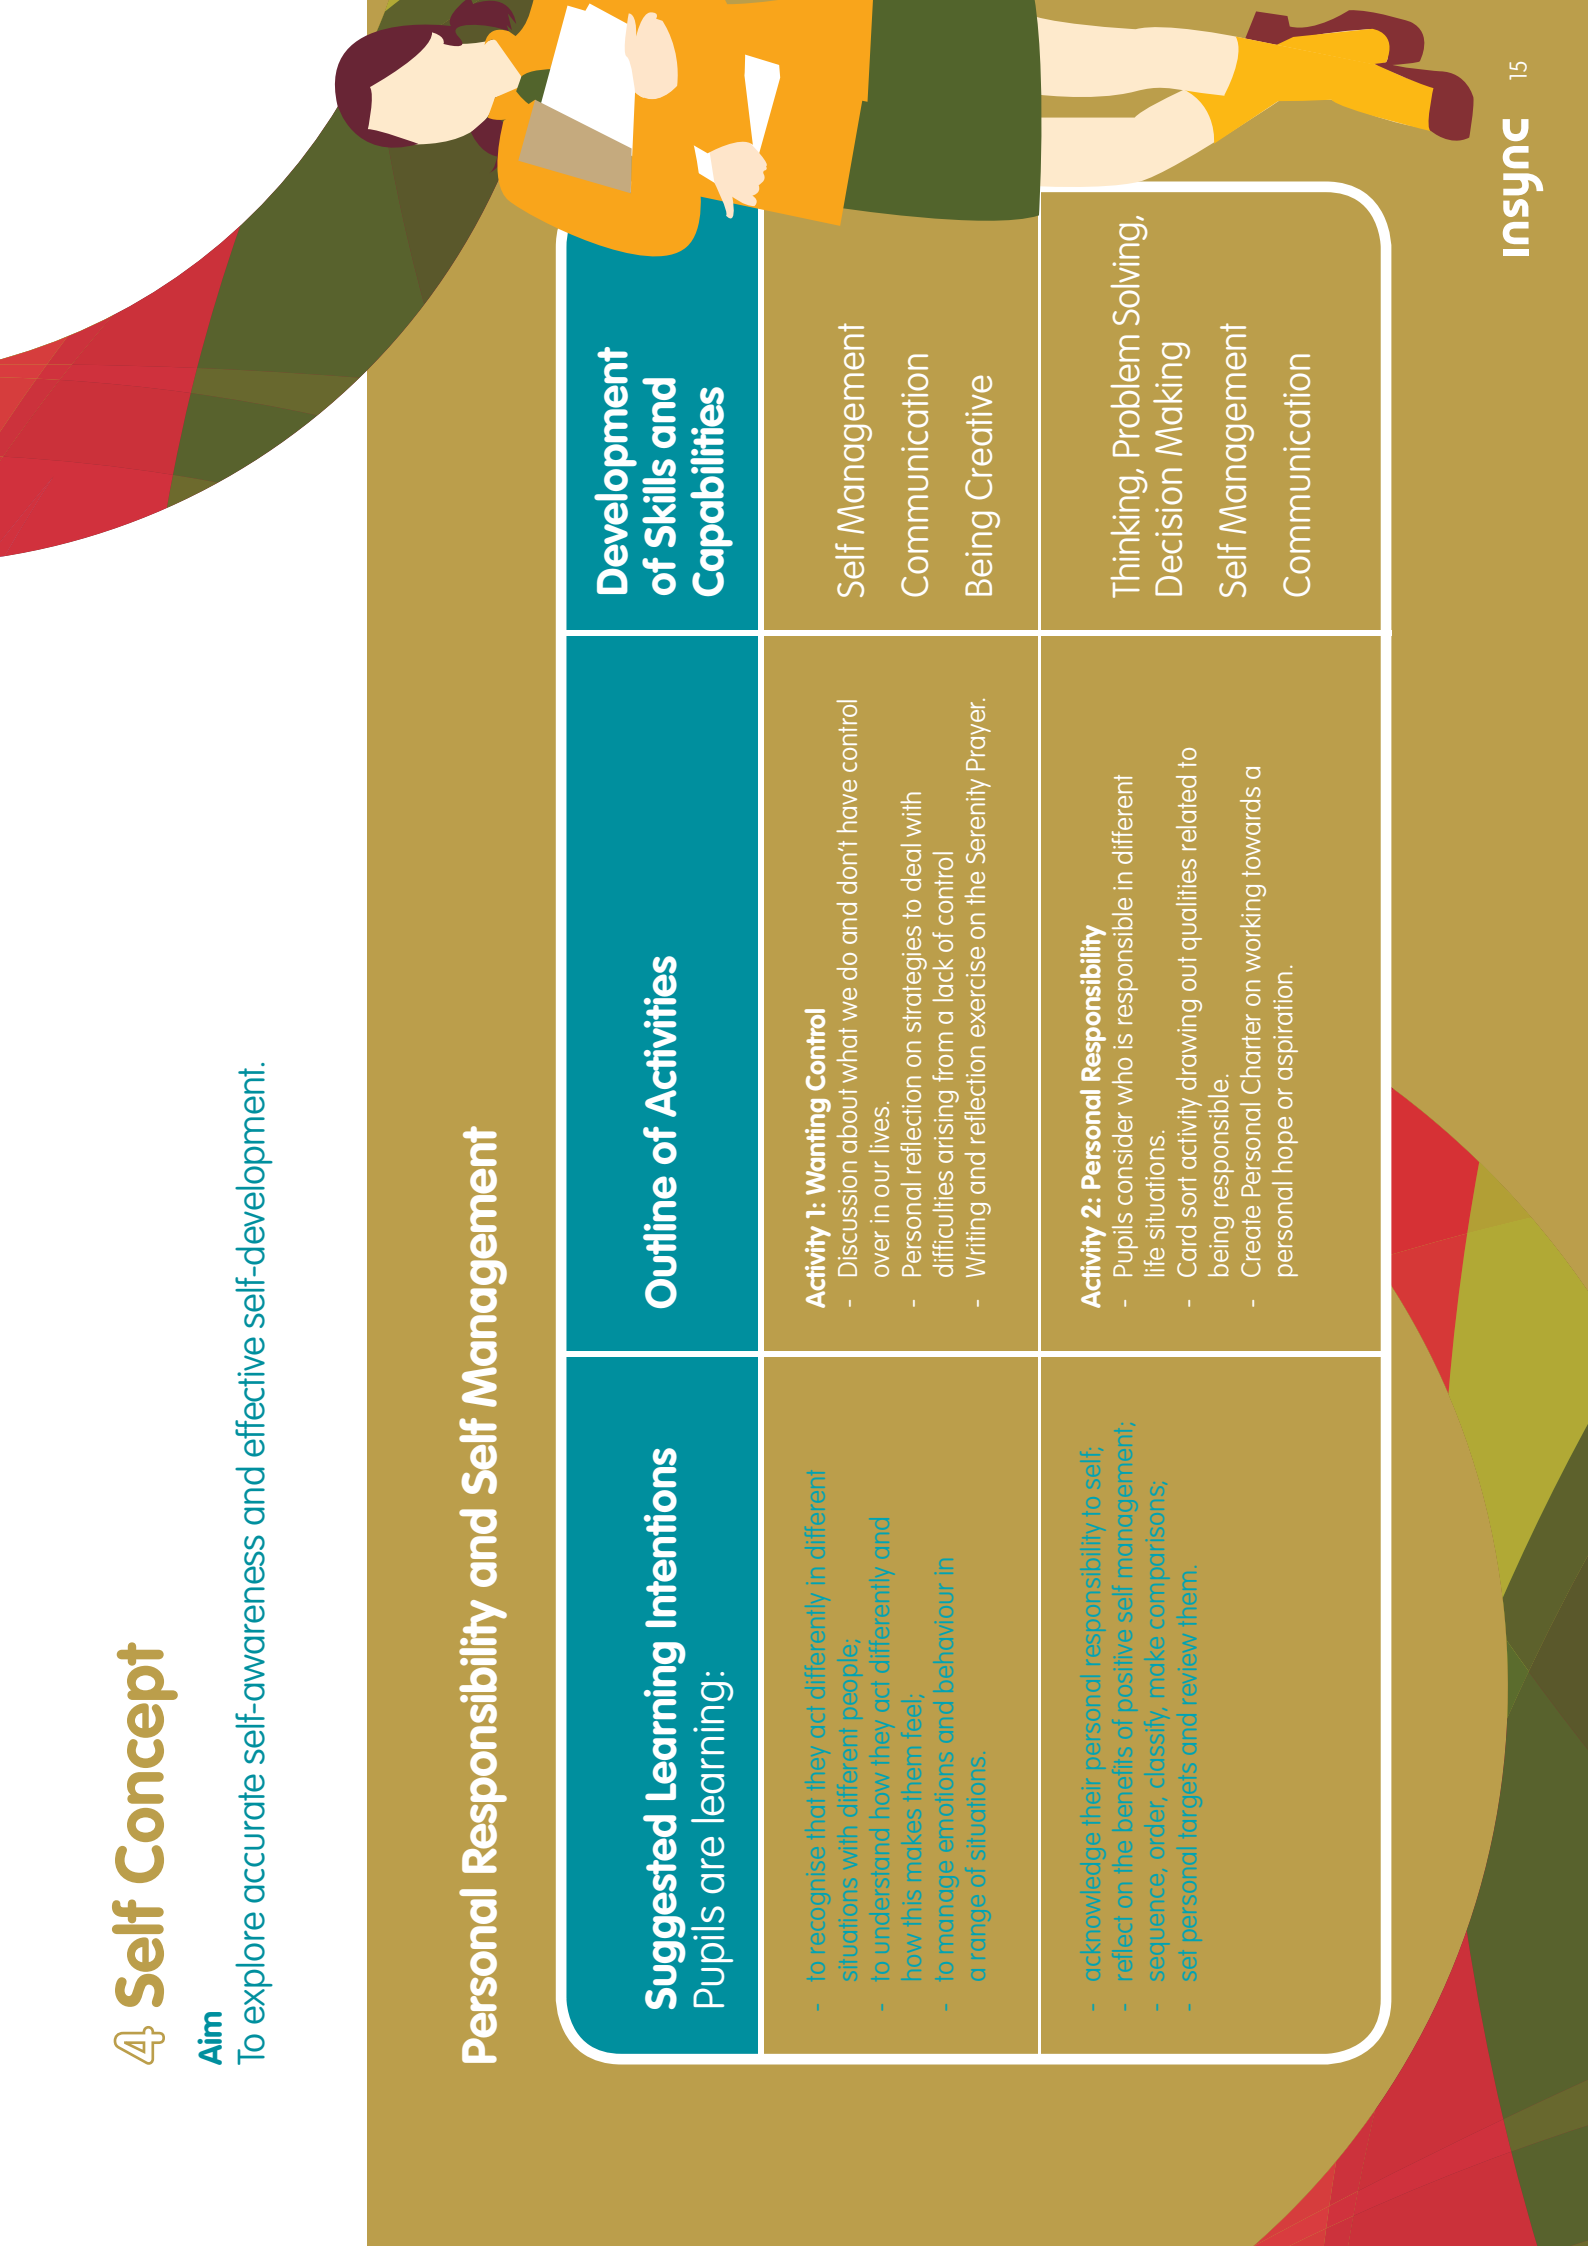 4 Self Concept
Aim
To explore accurate self-awareness and effective self-development.
Personal Responsibility and Self Management
Suggested Learning Intentions
Pupils are learning:
Outline of Activities
Development
of Skills and
Capabilities
- to recognise that they act differently in different
situations with different people;
- to understand how they act differently and
how this makes them feel;
- to manage emotions and behaviour in
a range of situations.
Activity 1: Wanting Control
- Discussion about what we do and don't have control
over in our lives.
- Personal reflection on strategies to deal with
difficulties arising from a lack of control
- Writing and reflection exercise on the Serenity Prayer.
Self Management
Communication
Being Creative
- acknowledge their personal responsibility to self;
- reflect on the benefits of positive self management;
- sequence, order, classify, make comparisons;
- set personal targets and review them.
Activity 2: Personal Responsibility
- Pupils consider who is responsible in different
life situations.
- Card sort activity drawing out qualities related to
being responsible.
- Create Personal Charter on working towards a
personal hope or aspiration.
Thinking, Problem Solving,
Decision Making
Self Management
Communication
insync 15